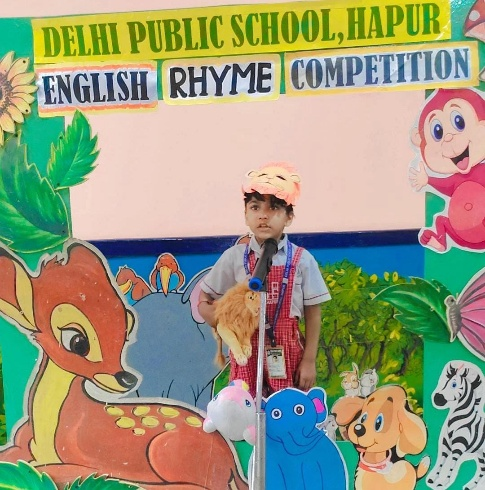 DELHI PUBLIC SCHOOL, HAPUR
ENGLISH RHYME COMPETITION